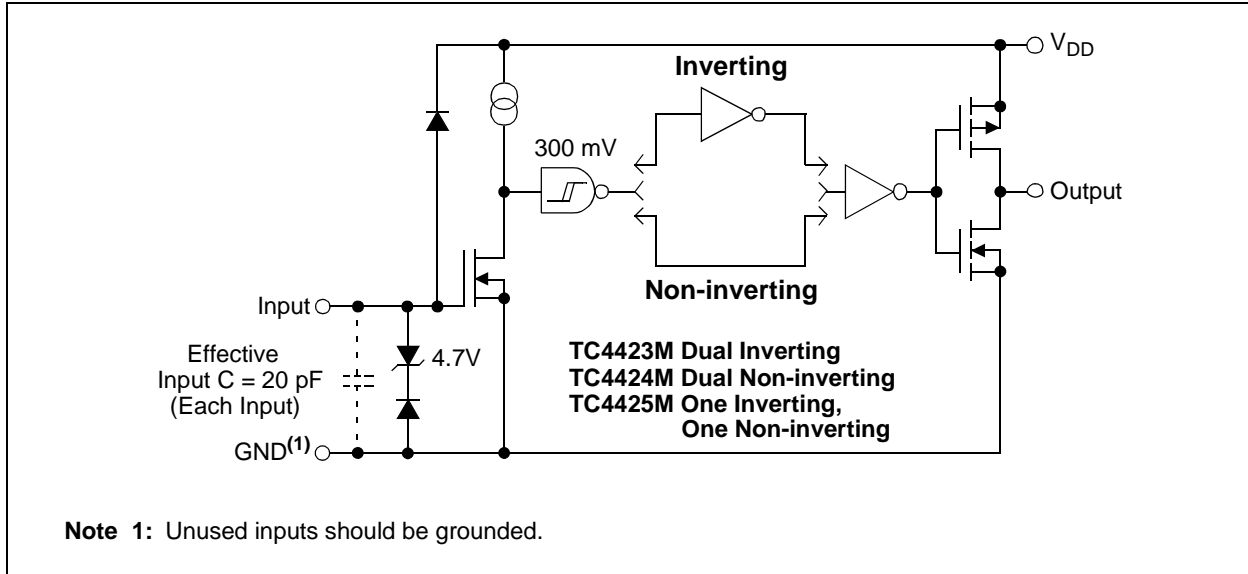 VDD
Inverting
300 mV
Output
Non-inverting
Input
4.7V
Effective
Input C = 20 pF
(Each Input)
GND(1)
TC4423M Dual Inverting
TC4424M Dual Non-inverting
TC4425M One Inverting,
One Non-inverting
Note 1: Unused inputs should be grounded.